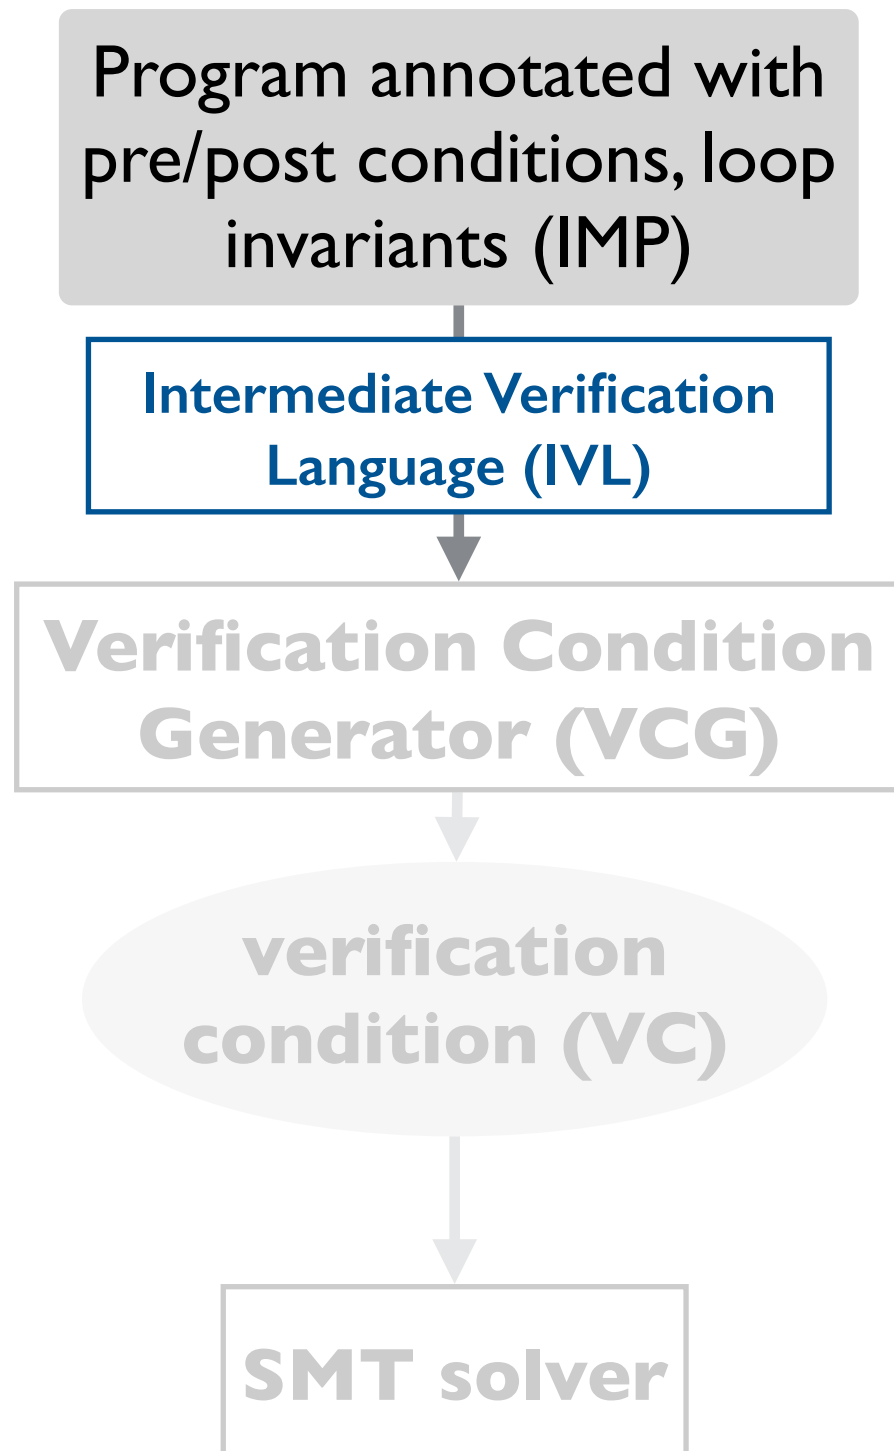 Program annotated with
pre/post conditions, loop
invariants (IMP)
Intermediate Verification
Language (IVL)
Verification Condition
Generator (VCG)
verification
condition (VC)
SMT solver